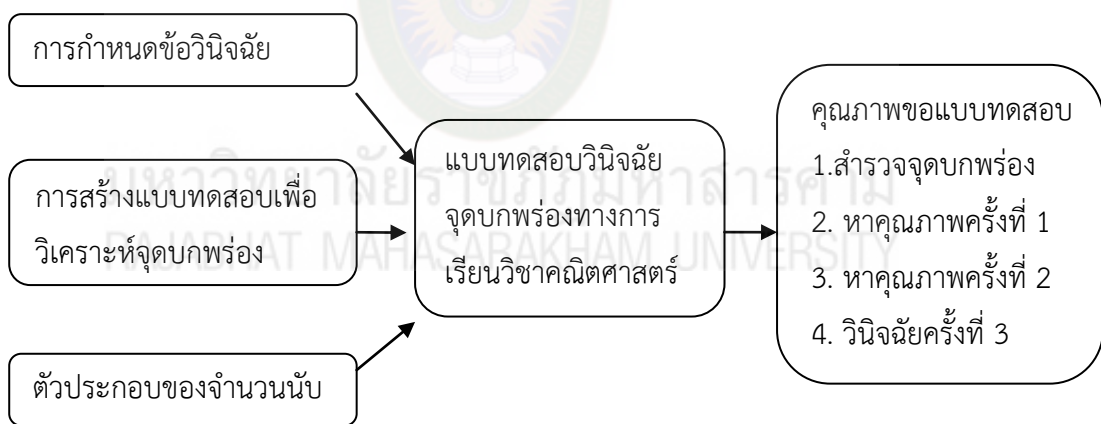 การกำหนดข้อวินิจฉัย
การสร้างแบบทดสอบเพื่อ
วิเคราะห์จุดบกพร่อง
ตัวประกอบของจำนวนนับ
แบบทดสอบวินิจฉัย
จุดบกพร่องทางการ
เรียนวิชาคณิตศาสตร์
คุณภาพขอแบบทดสอบ
1.สำรวจจุดบกพร่อง
2. หาคุณภาพครั้งที่ 1
3. หาคุณภาพครั้งที่ 2
4. วินิจฉัยครั้งที่ 3
มหาวิทยาลัยราชภัฏมหาสารคาม
RAJABHAT MAHASARAKHAM UNIVERSITY